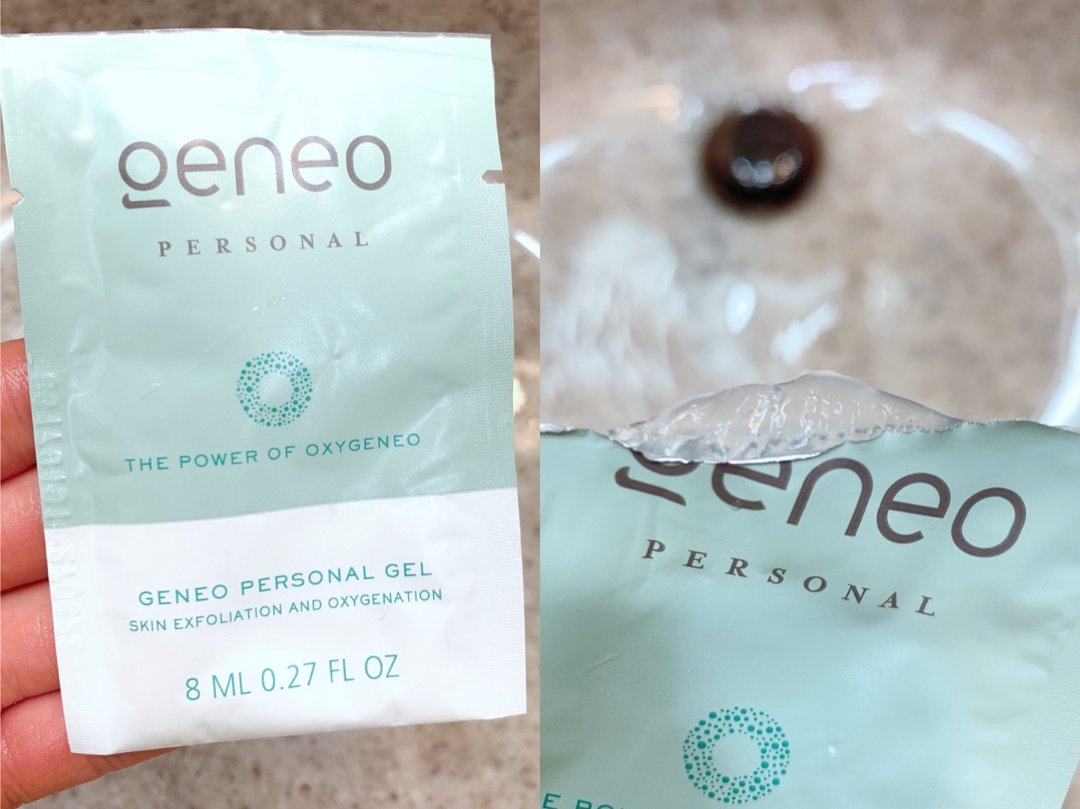 geneo
PERSONAL
THE POWER OF OXYGENEO
GENEO PERSONAL GEL
SKIN EXFOLIATION AND OXYGENATION
8 ML 0.27 FL OZ
geneo
PERSONAL